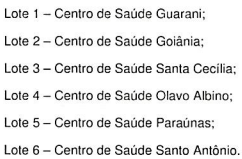 Lote 1 – Centro de Saúde Guarani;
Lote 2 – Centro de Saúde Goiânia;
Lote 3 – Centro de Saúde Santa Cecília;
Lote 4 – Centro de Saúde Olavo Albino;
Lote 5 – Centro de Saúde Paraúnas;
Lote 6 – Centro de Saúde Santo Antônio.